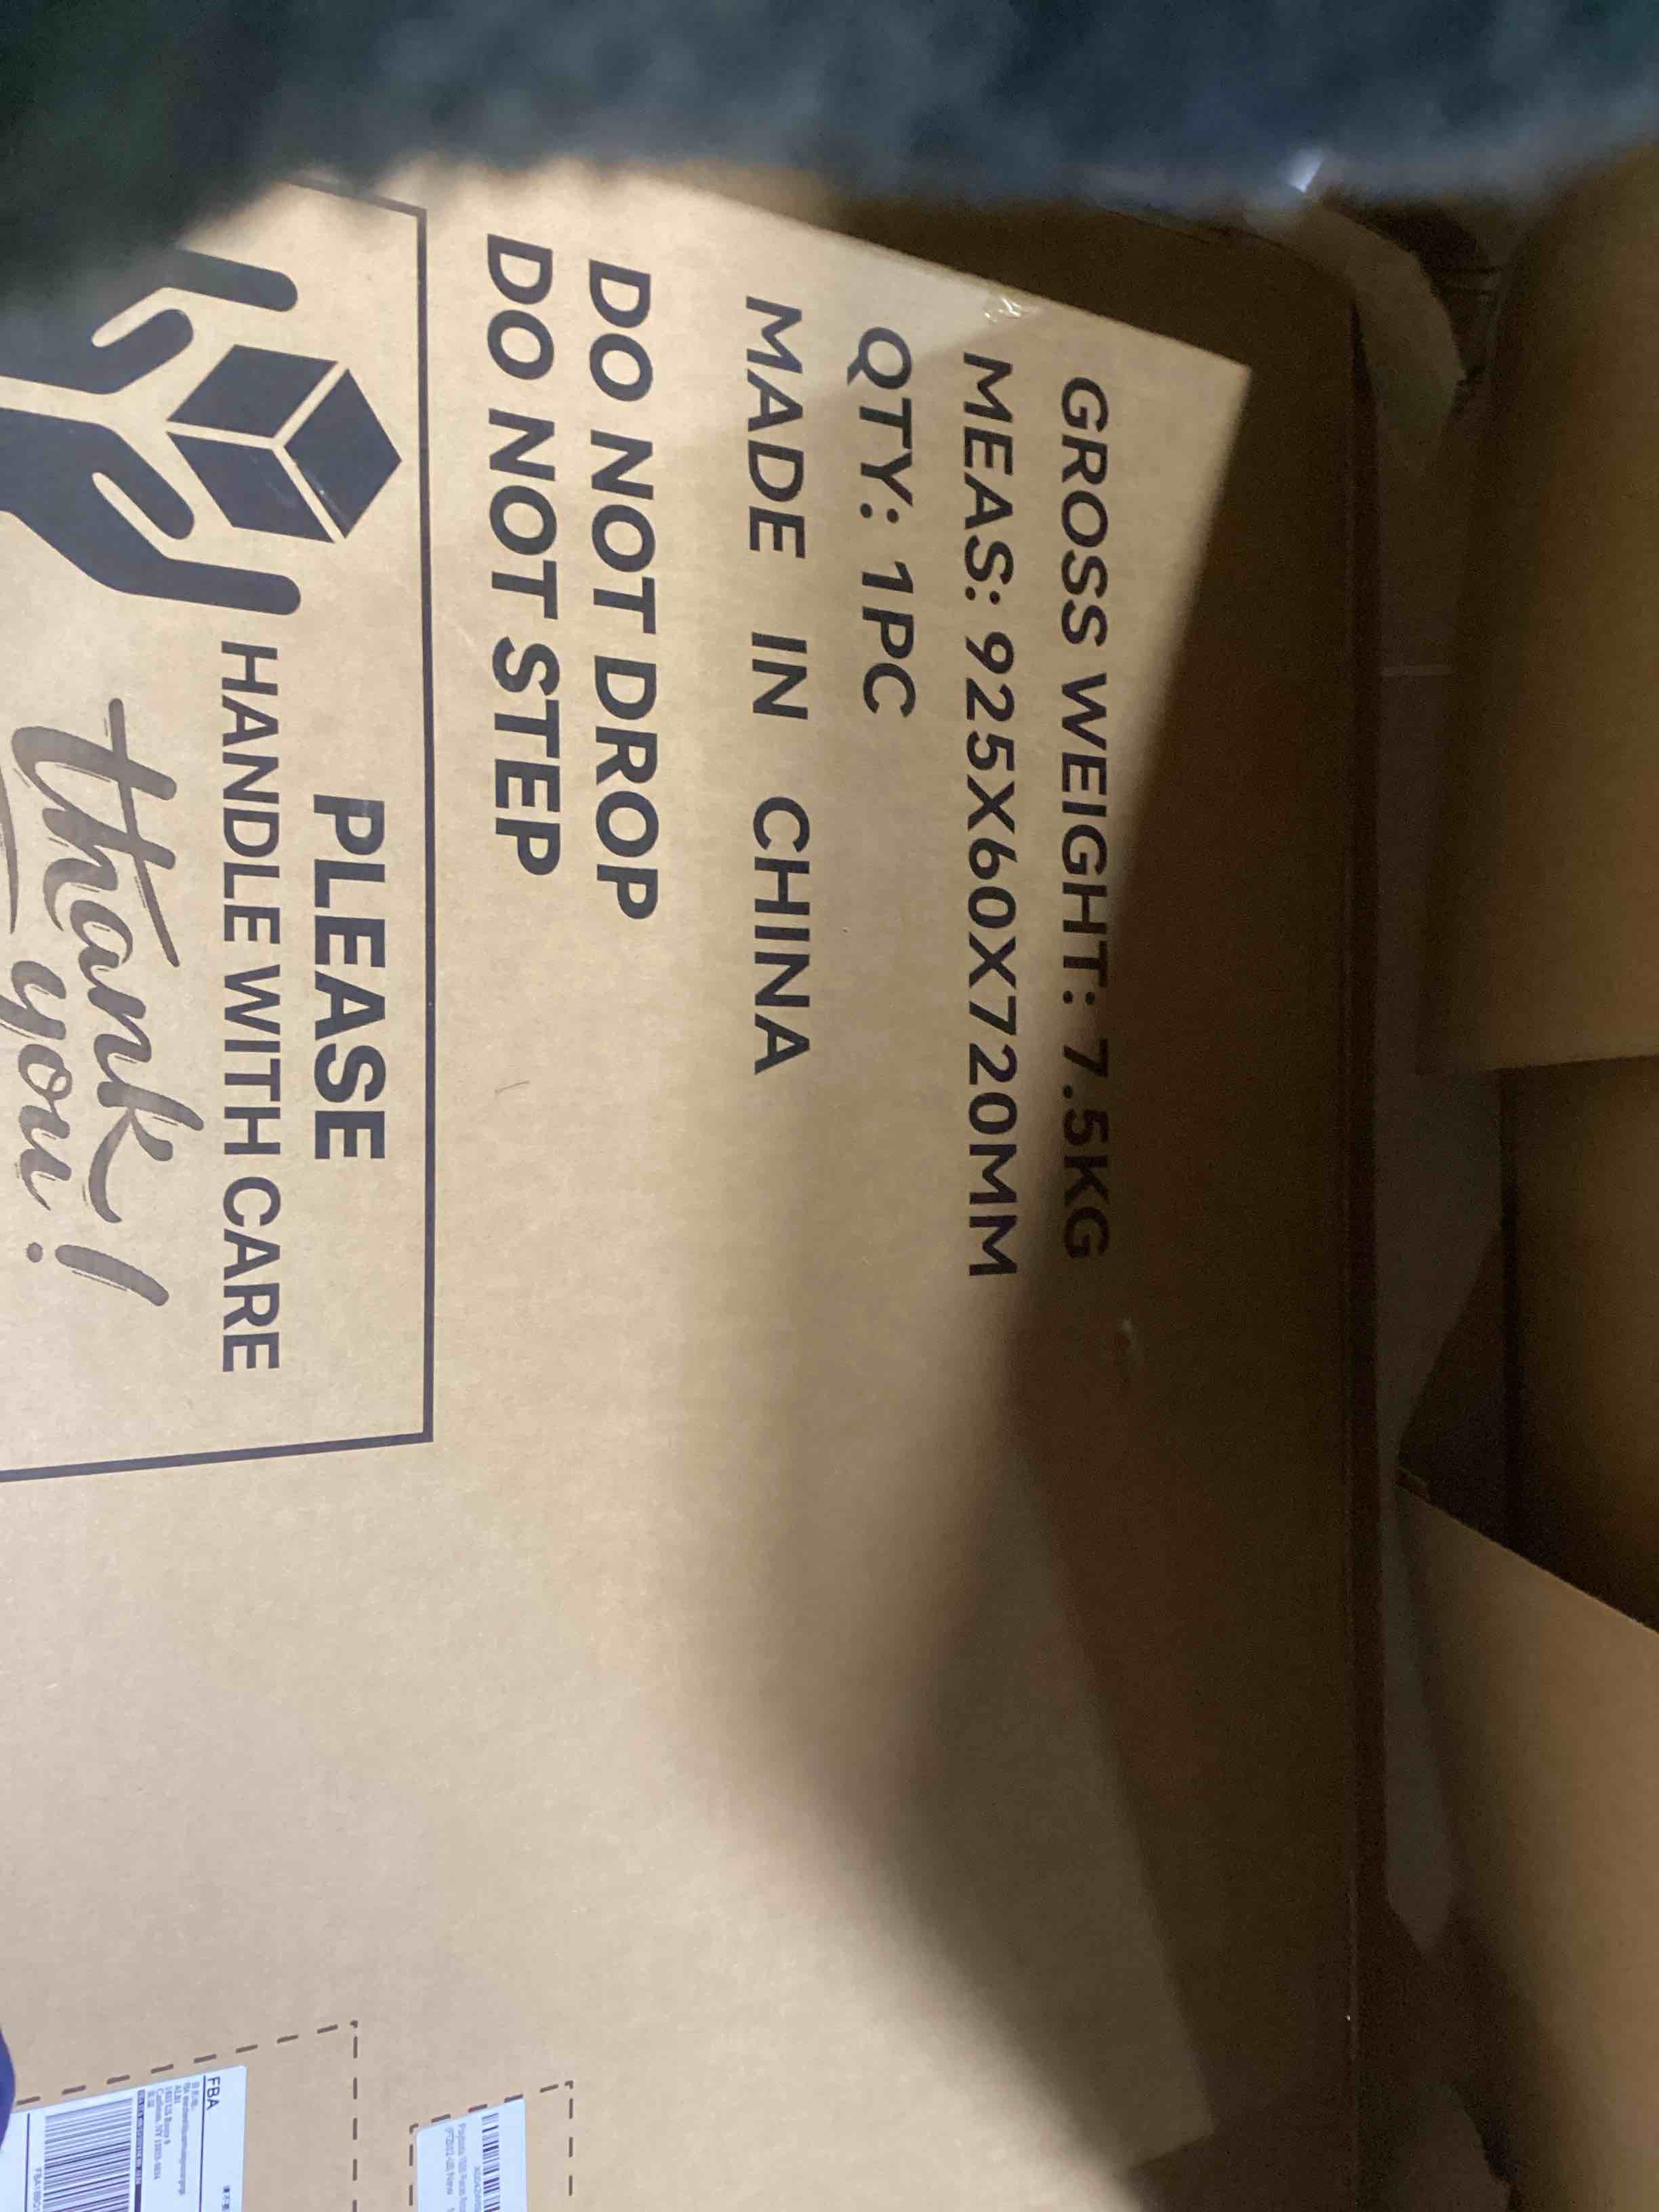 GROSS WEIGHT: 7.5KG
MEAS: 925X60X720MM
QTY: 1PC
MADE IN CHINA
DO NOT DROP
DO NOT STEP
PLEASE
HANDLE WITH CARE
thank
you!
FBA